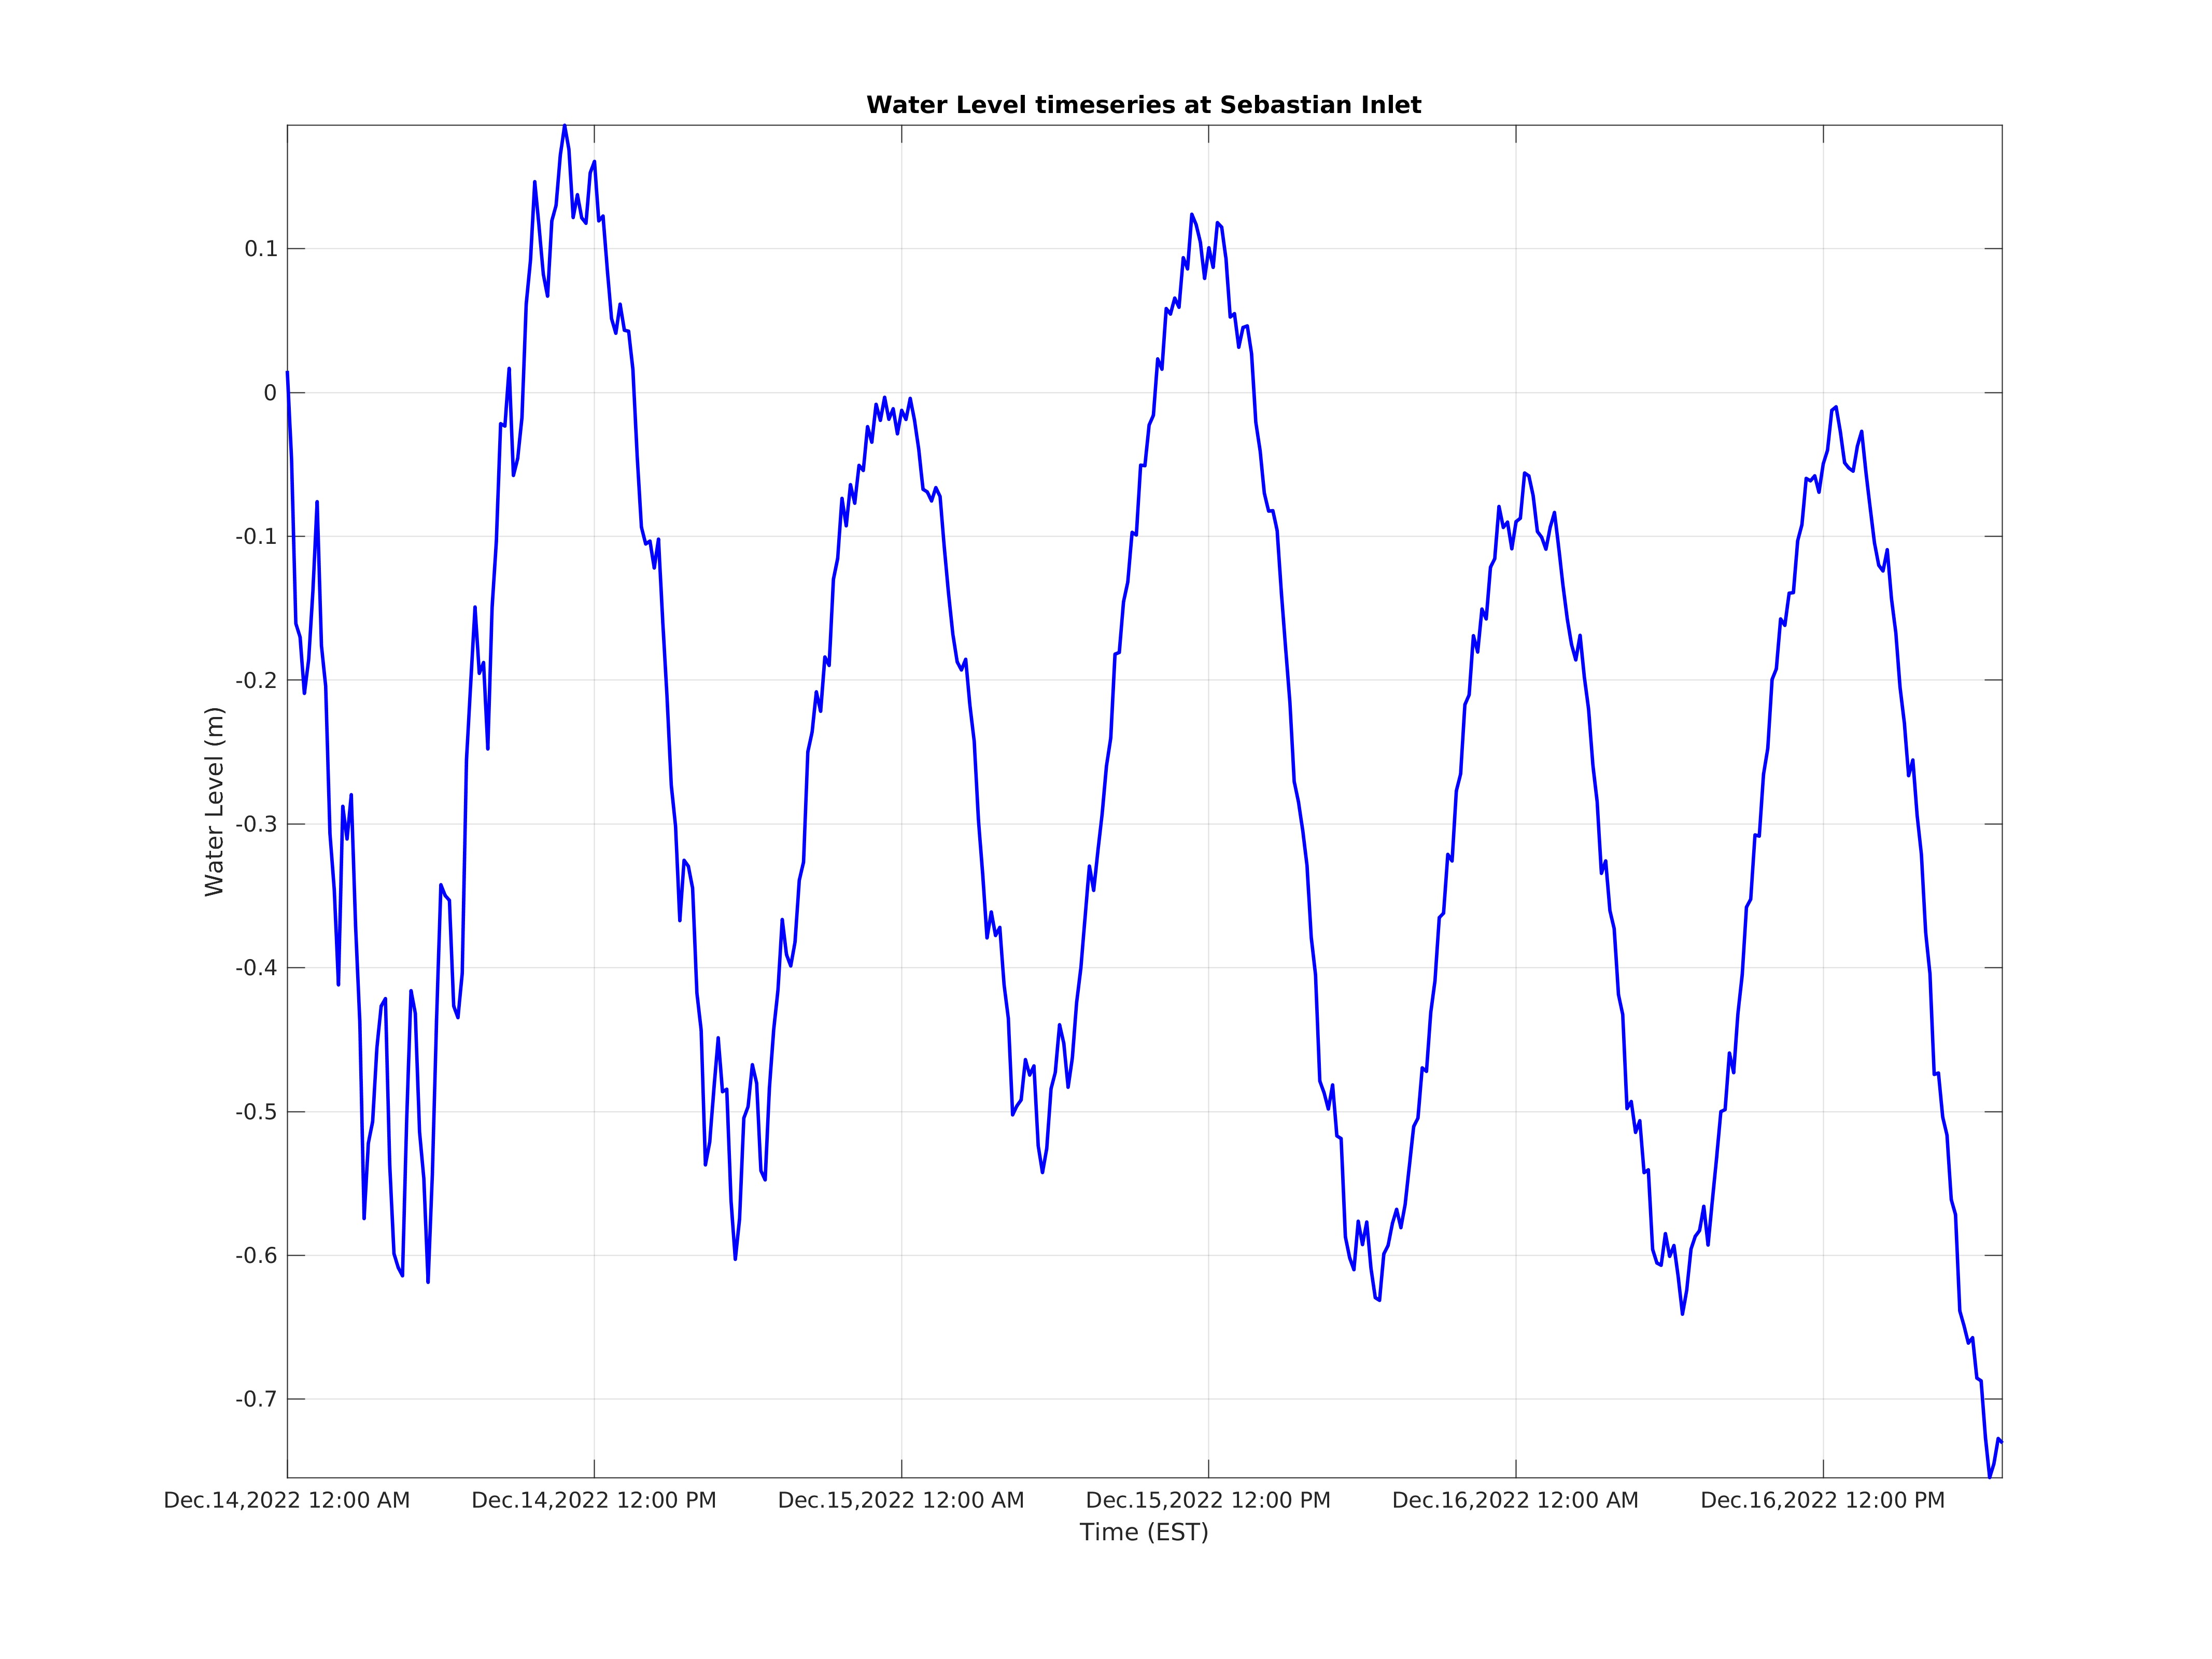 Water Level timeseries at Sebastian Inlet
0.1
0
-0.1
-0.2
-0.3
-0.4
-0.5
-0.6
-0.7
Water Level (m)
Dec.14,2022 12:00 AM
Dec.14,2022 12:00 PM
Dec.15,2022 12:00 AM
Dec.15,2022 12:00 PM
Dec.16,2022 12:00 AM
Dec.16,2022 12:00 PM
Time (EST)